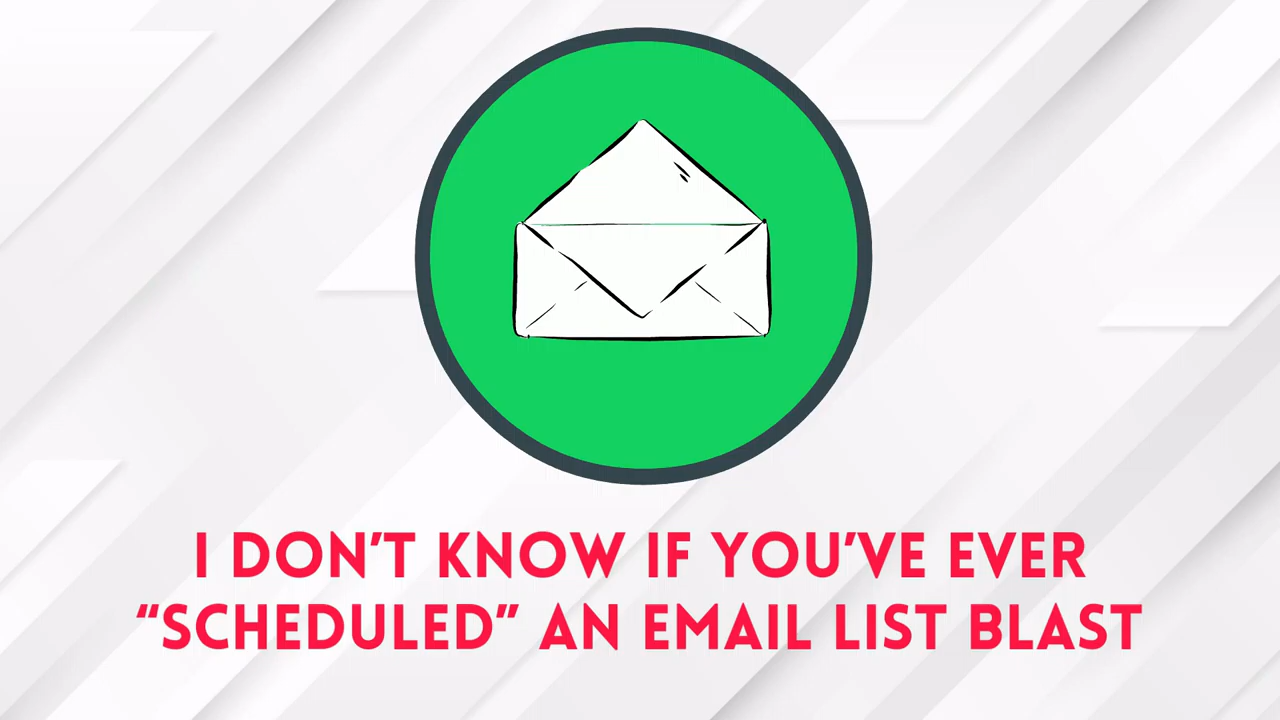 I DON’T KNOW IF YOU’VE EVER
“SCHEDULED” AN EMAIL LIST BLAST